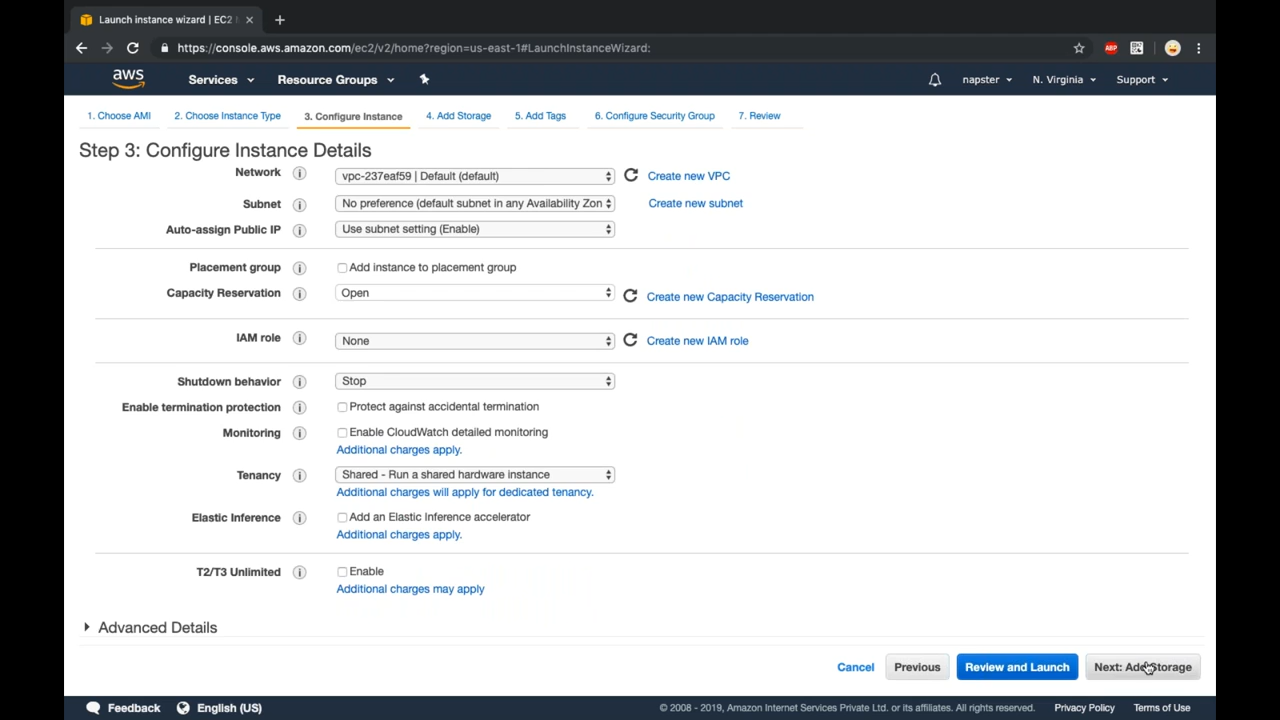 Launch instance wizard | EC2
https://console.aws.amazon.com/ec2/v2/home?region=us-east-1#LaunchInstanceWizard:
ABP
aws Services Resource Groups napster N. Virginia Support
1. Choose AMI 2. Choose Instance Type 3. Configure Instance 4. Add Storage 5. Add Tags 6. Configure Security Group 7. Review
Step 3: Configure Instance Details
Network i vpc-237eaf59 | Default (default) Create new VPC
Subnet i No preference (default subnet in any Availability Zon Create new subnet
Auto-assign Public IP i Use subnet setting (Enable)
Placement group i Add instance to placement group
Capacity Reservation i Open Create new Capacity Reservation
IAM role i None Create new IAM role
Shutdown behavior i Stop
Enable termination protection i Protect against accidental termination
Monitoring i Enable CloudWatch detailed monitoring
Additional charges apply.
Tenancy i Shared - Run a shared hardware instance
Additional charges will apply for dedicated tenancy.
Elastic Inference i Add an Elastic Inference accelerator
Additional charges apply.
T2/T3 Unlimited i Enable
Additional charges may apply
Advanced Details
Cancel Previous Review and Launch Next: Add Storage
Feedback English (US) © 2008 - 2019, Amazon Internet Services Private Ltd. or its affiliates. All rights reserved. Privacy Policy Terms of Use